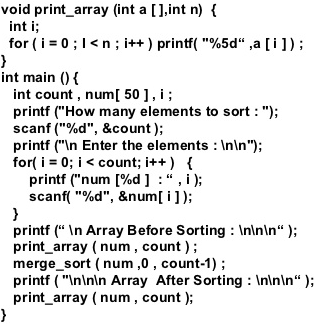 void print_array (int a [ ],int n)  {
int i;
for ( i = 0 ; I < n ; i++ ) printf( "%5d“ ,a [ i ] ) ;
}
int main () {
int count , num[ 50 ] , i ;
printf ("How many elements to sort : ");
scanf ("%d", &count );
printf ("\n Enter the elements : \n\n");
for( i = 0; i < count; i++ )   {
printf ("num [%d ]  : “ , i );
scanf( "%d", &num[ i ] );
}
printf (“ \n Array Before Sorting : \n\n\n“ );
print_array ( num , count ) ;
merge_sort ( num ,0 , count-1) ;
printf ( "\n\n\n Array  After Sorting : \n\n\n“ );
print_array ( num , count );
}